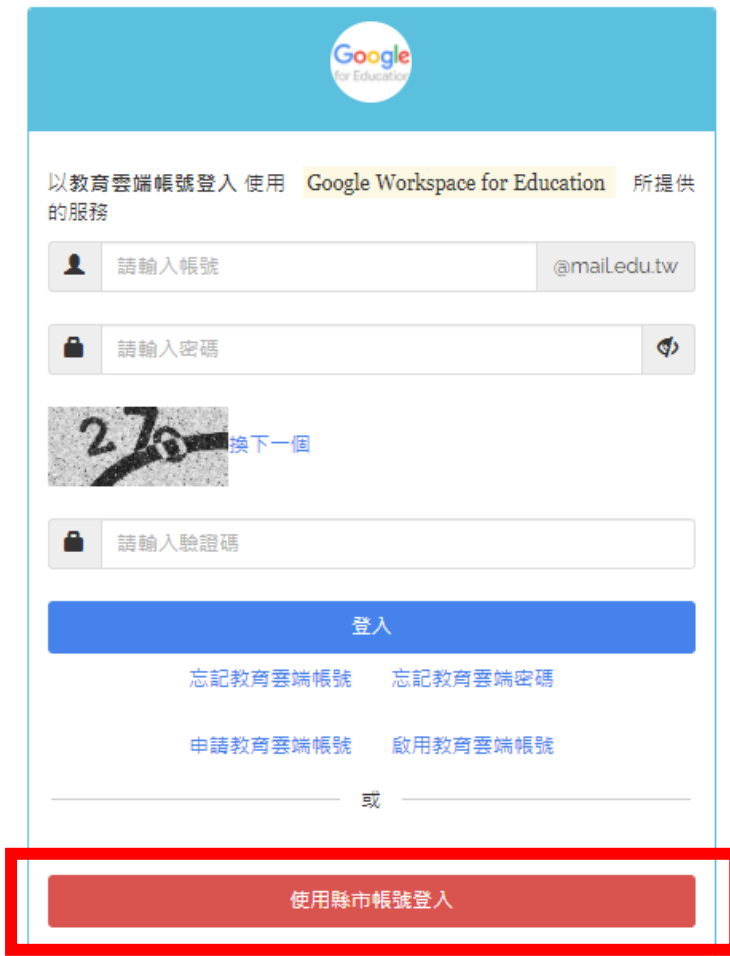 Google
for Education
以教育雲端帳號登入 使用 Google Workspace for Education 所提供
的服務
請輸入帳號 @mail.edu.tw
請輸入密碼
276 換下一個
請輸入驗證碼
登入
忘記教育雲端帳號 忘記教育雲端密碼
申請教育雲端帳號 啟用教育雲端帳號
或
使用縣市帳號登入